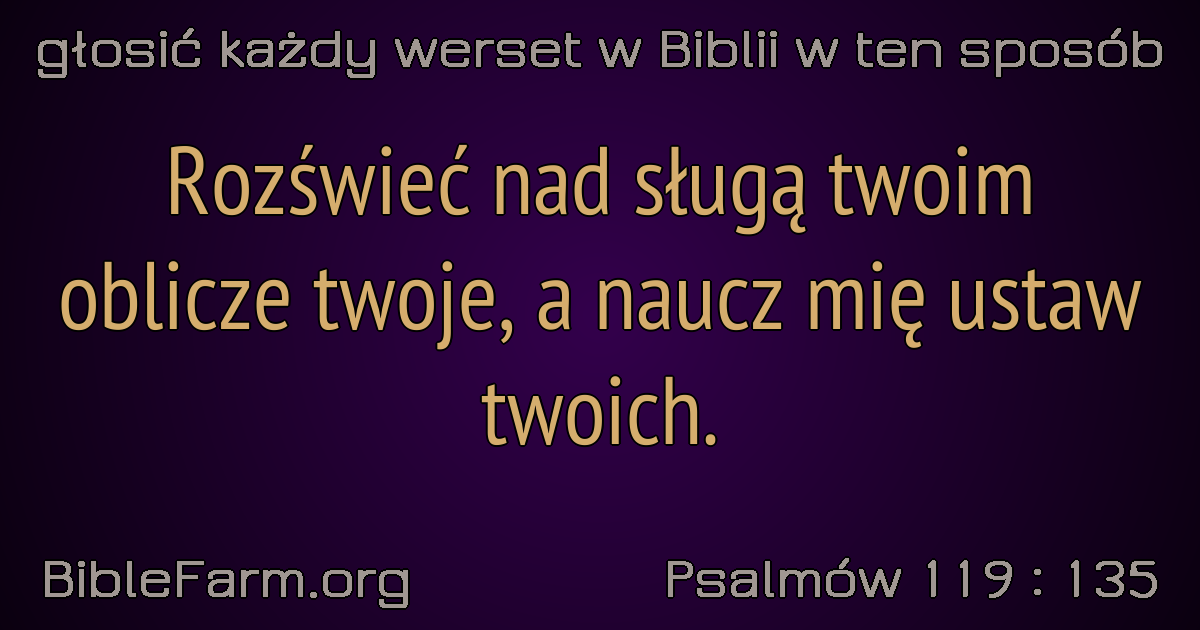 głosić każdy werset w Biblii w ten sposób
Rozświeć nad sługą twoim
oblicze twoje, a naucz mię ustaw
twoich.
BibleFarm.org
Psalmów 119 : 135